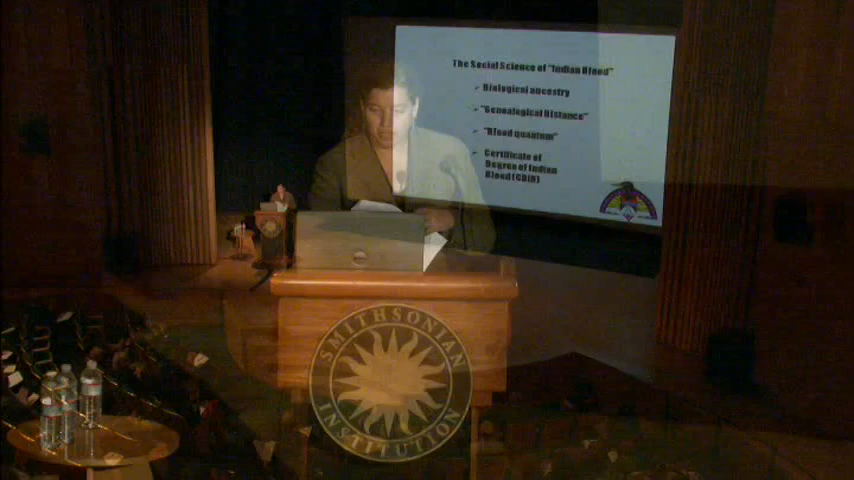 The Social Science of "Indian Blood"
➢ Biological ancestry
➢ "Genealogical Distance"
➢ "Blood quantum"
➢ Certificate of
Degree of Indian
Blood (CDIB)
SMITHSONIAN
INSTITUTION